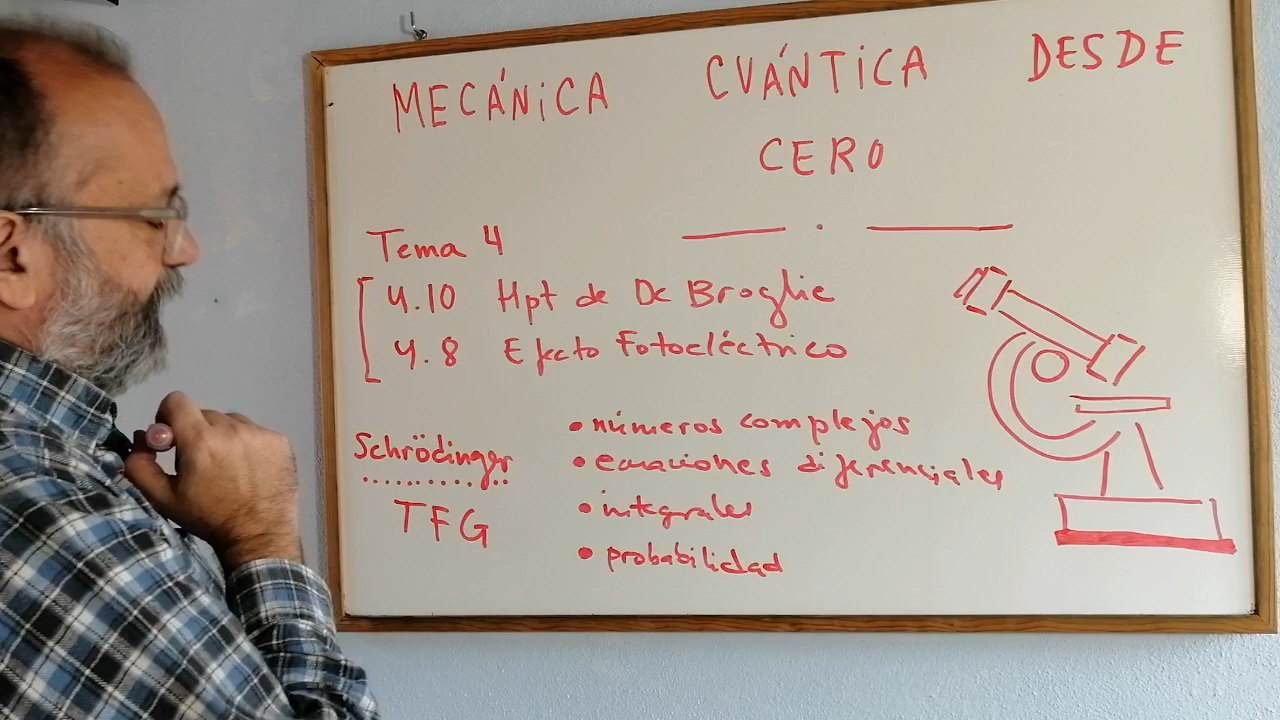 MECÁNiCA CUÁNTiCA DESDE
CERO
Tema 4
4.10 Hpt de De Broglie
4.8 Efecto Fotoeléctrico
Schrödinger
TFG
• números complejos
• ecuaciones diferenciales
• integrales
• probabilidad